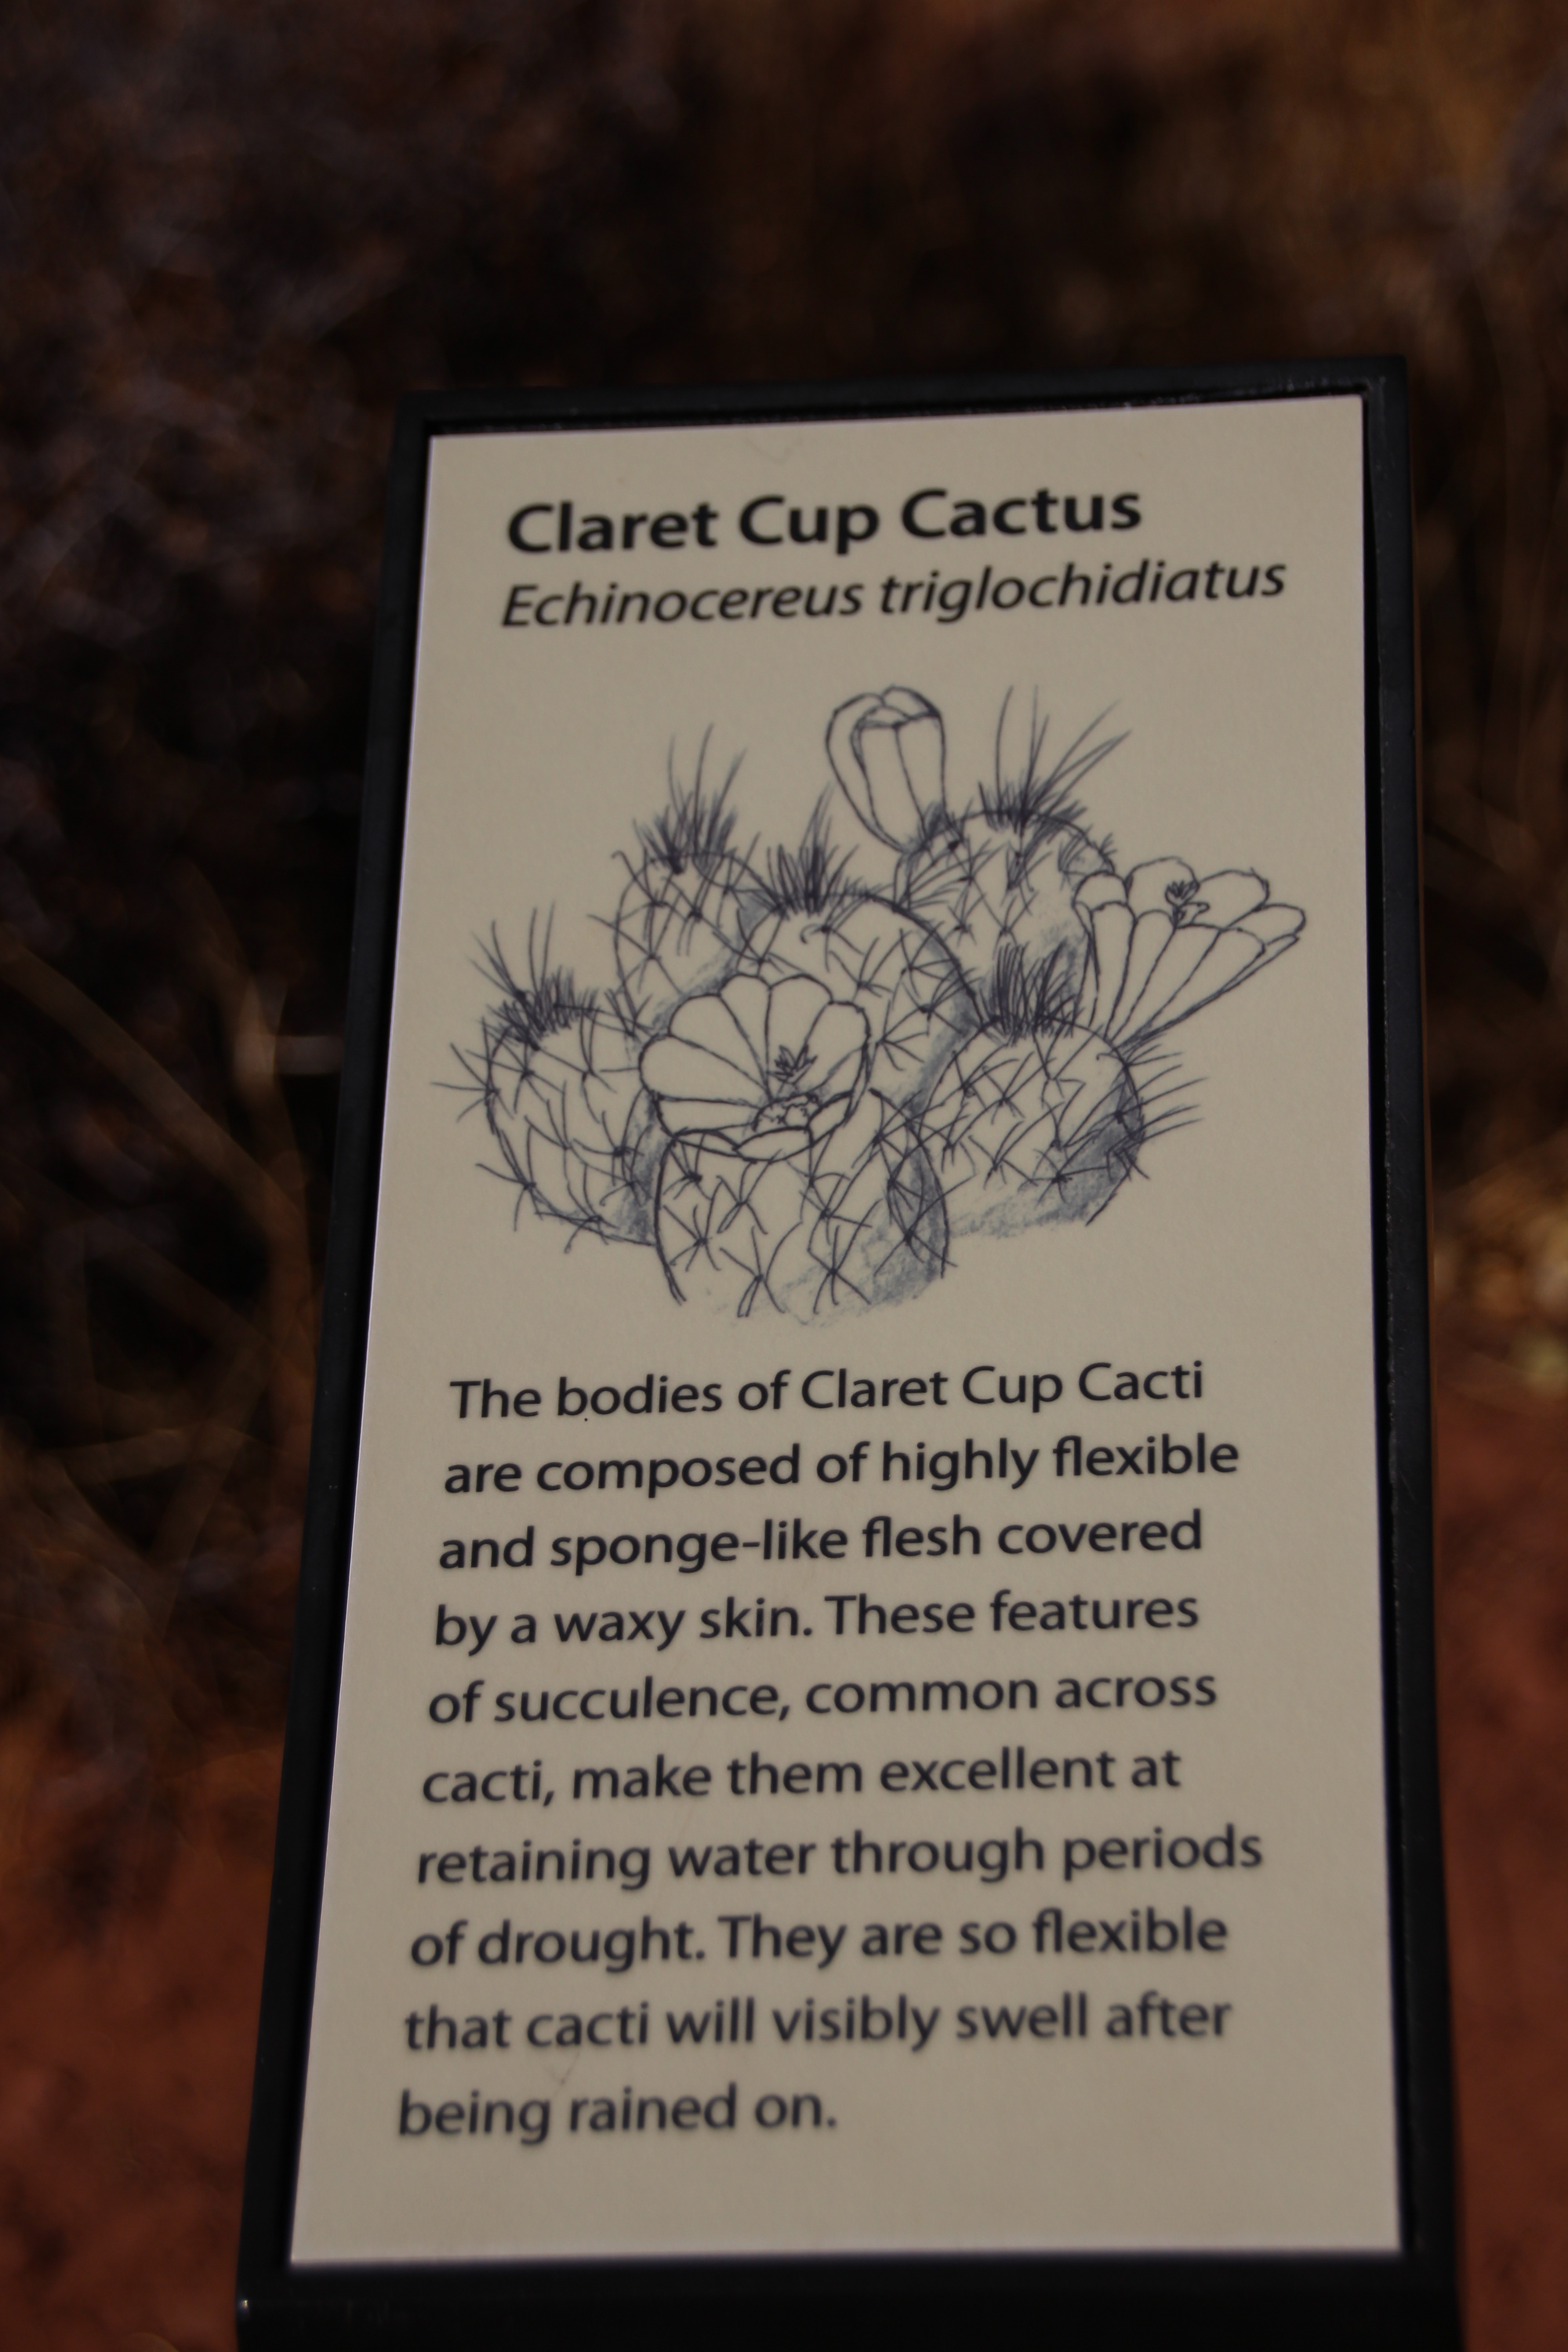 Claret Cup Cactus
Echinocereus triglochidiatus
The bodies of Claret Cup Cacti
are composed of highly flexible
and sponge-like flesh covered
by a waxy skin. These features
of succulence, common across
cacti, make them excellent at
retaining water through periods
of drought. They are so flexible
that cacti will visibly swell after
being rained on.